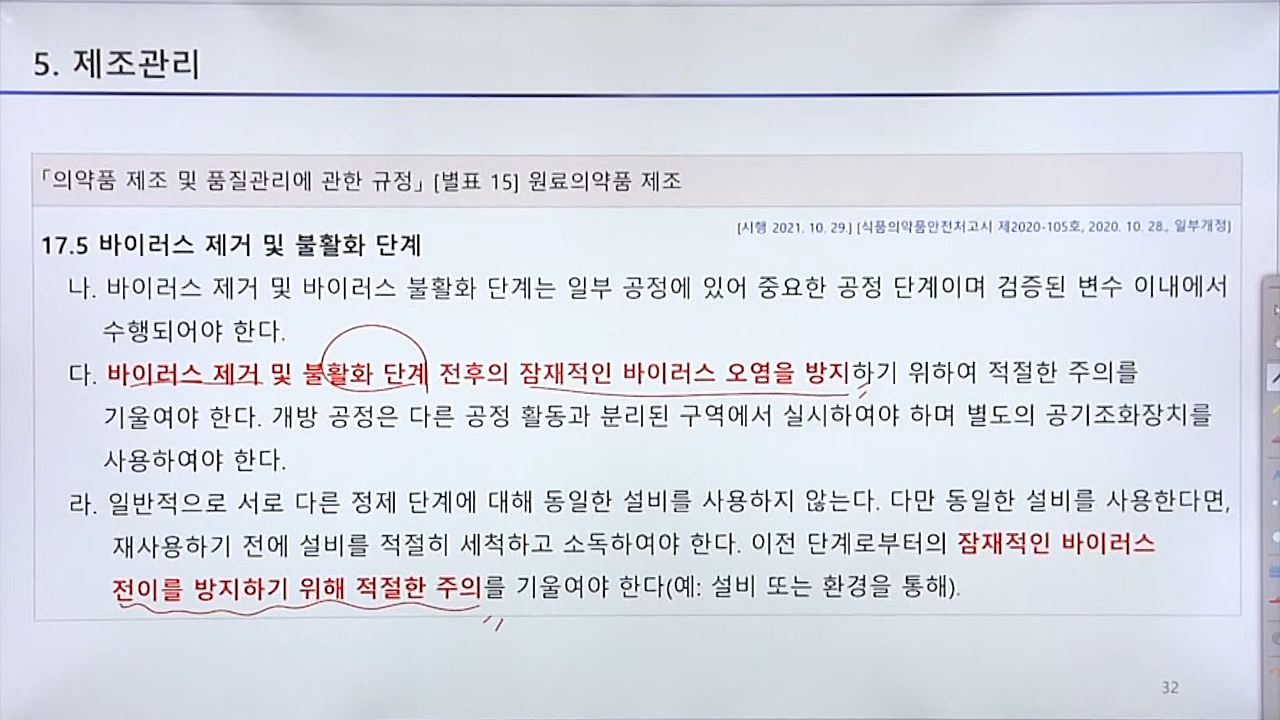 5. 제조관리
「의약품 제조 및 품질관리에 관한 규정」 [별표 15] 원료의약품 제조
[시행 2021. 10. 29.] [식품의약품안전처고시 제2020-105호, 2020. 10. 28., 일부개정]
17.5 바이러스 제거 및 불활화 단계
나. 바이러스 제거 및 바이러스 불활화 단계는 일부 공정에 있어 중요한 공정 단계이며 검증된 변수 이내에서
수행되어야 한다.
다. 바이러스 제거 및 불활화 단계 전후의 잠재적인 바이러스 오염을 방지하기 위하여 적절한 주의를
기울여야 한다. 개방 공정은 다른 공정 활동과 분리된 구역에서 실시하여야 하며 별도의 공기조화장치를
사용하여야 한다.
라. 일반적으로 서로 다른 정제 단계에 대해 동일한 설비를 사용하지 않는다. 다만 동일한 설비를 사용한다면,
재사용하기 전에 설비를 적절히 세척하고 소독하여야 한다. 이전 단계로부터의 잠재적인 바이러스
전이를 방지하기 위해 적절한 주의를 기울여야 한다(예: 설비 또는 환경을 통해).
32